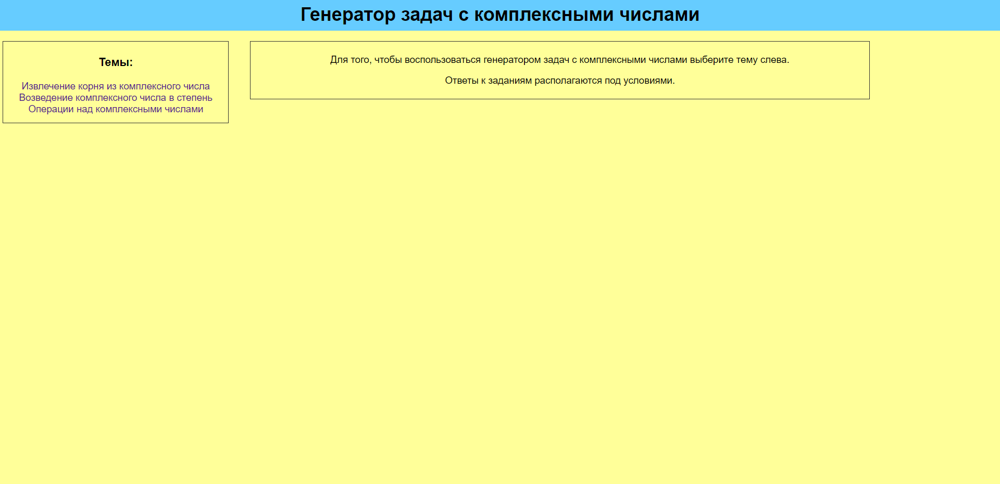 Генератор задач с комплексными числами
Темы:
Извлечение корня из комплексного числа
Возведение комплексного числа в степень
Операции над комплексными числами
Для того, чтобы воспользоваться генератором задач с комплексными числами выберите тему слева.
Ответы к заданиям располагаются под условиями.